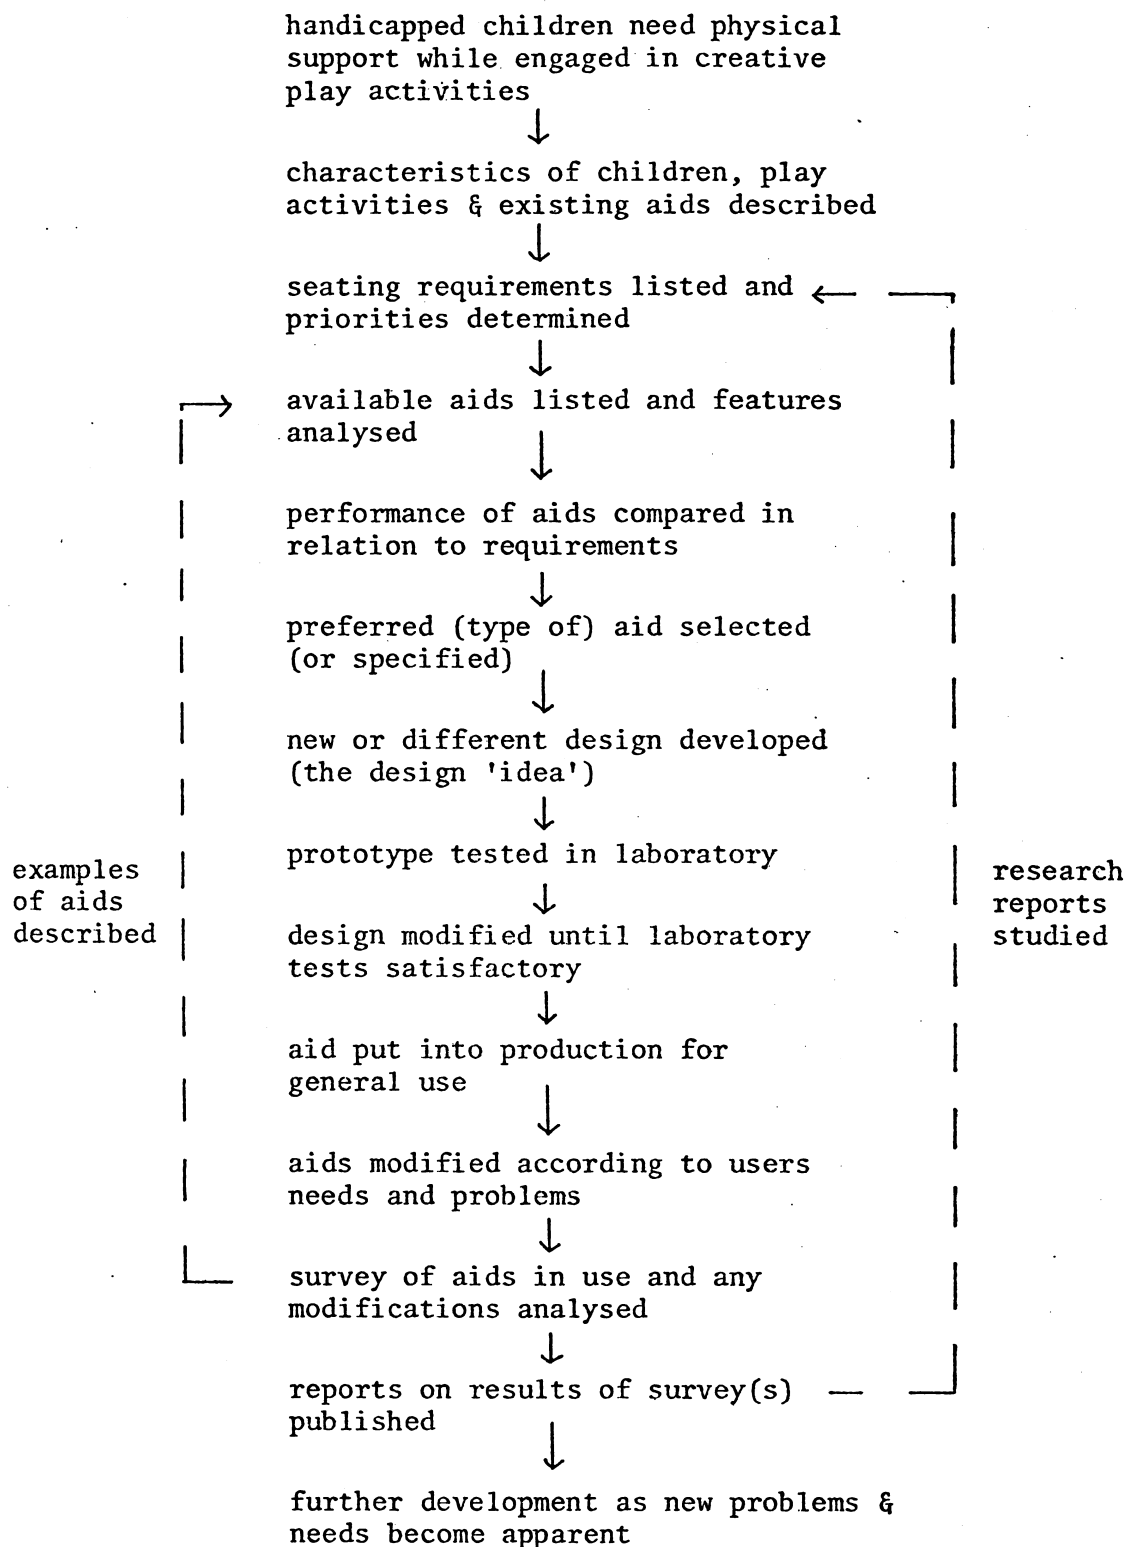 handicapped children need physical
support while engaged in creative
play activities
characteristics of children, play
activities & existing aids described
seating requirements listed and
priorities determined
available aids listed and features
analysed
performance of aids compared in
relation to requirements
preferred (type of) aid selected
(or specified)
new or different design developed
(the design 'idea')
prototype tested in laboratory
design modified until laboratory
tests satisfactory
aid put into production for
general use
aids modified according to users
needs and problems
survey of aids in use and any
modifications analysed
reports on results of survey(s)
published
further development as new problems &
needs become apparent
examples
of aids
described
research
reports
studied